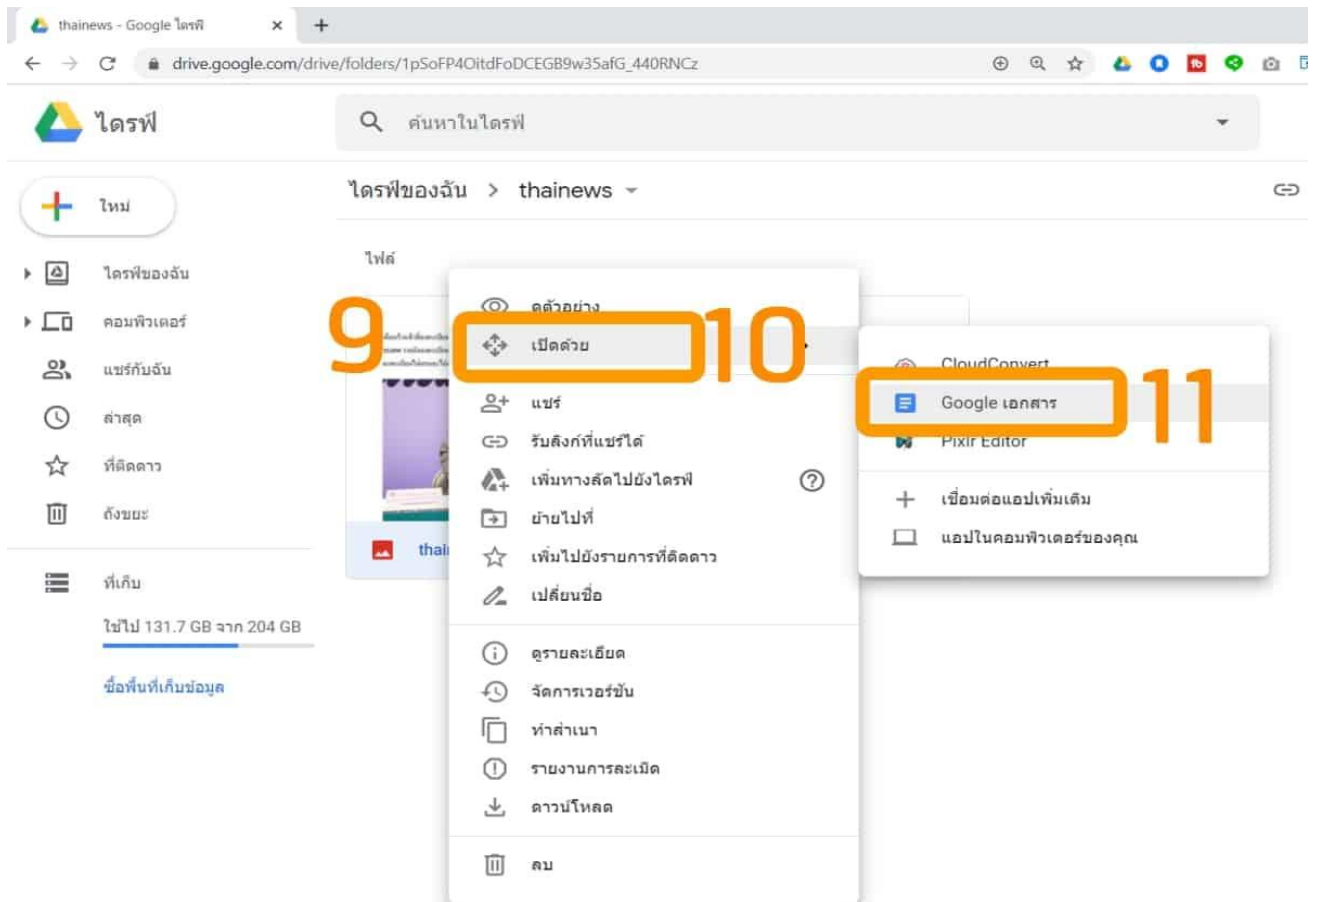 thainews - Google ไดรฟ์
drive.google.com/drive/folders/1pSoFP4OitdFoDCEGB9w35afG_440RNCz
ไดรฟ์
ค้นหาในไดรฟ์
ใหม่
ไดรฟ์ของฉัน > thainews
ไดรฟ์ของฉัน
คอมพิวเตอร์
แชร์กับฉัน
ล่าสุด
ที่ติดดาว
ถังขยะ
ที่เก็บ
ใช้ไป 131.7 GB จาก 204 GB
ซื้อพื้นที่เก็บข้อมูล
ไฟล์
9
thai
ดูตัวอย่าง
เปิดด้วย
10
แชร์
รับลิงก์ที่แชร์ได้
เพิ่มทางลัดไปยังไดรฟ์
ย้ายไปที่
เพิ่มไปยังรายการที่ติดดาว
เปลี่ยนชื่อ
ดูรายละเอียด
จัดการเวอร์ชัน
ทำสำเนา
รายงานการละเมิด
ดาวน์โหลด
ลบ
CloudConvert
Google เอกสาร
11
Pixlr Editor
เชื่อมต่อแอปเพิ่มเติม
แอปในคอมพิวเตอร์ของคุณ